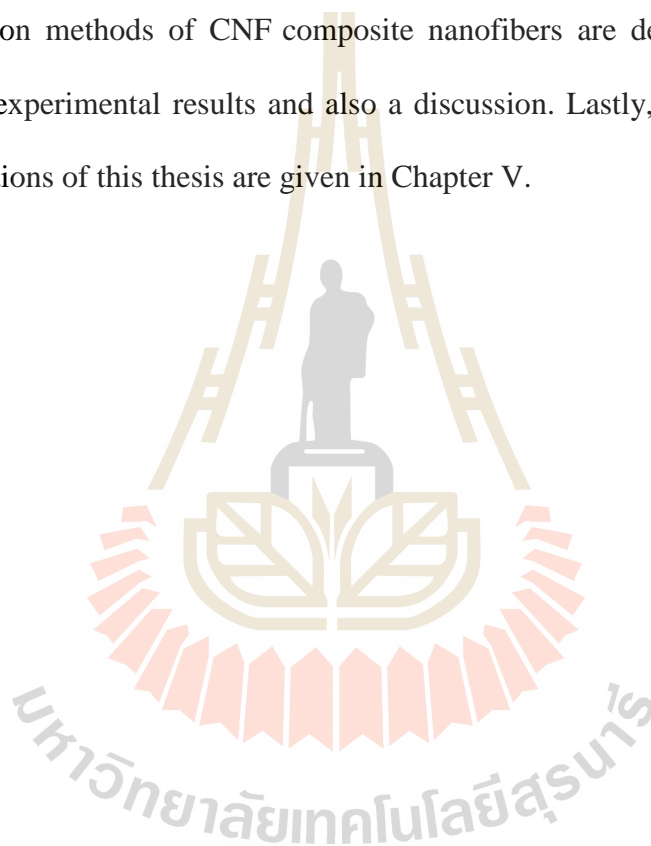 on methods of CNF composite nanofibers are de
experimental results and also a discussion. Lastly,
tions of this thesis are given in Chapter V.
มหาวิทยาลัยเทคโนโลยีสุรนารี